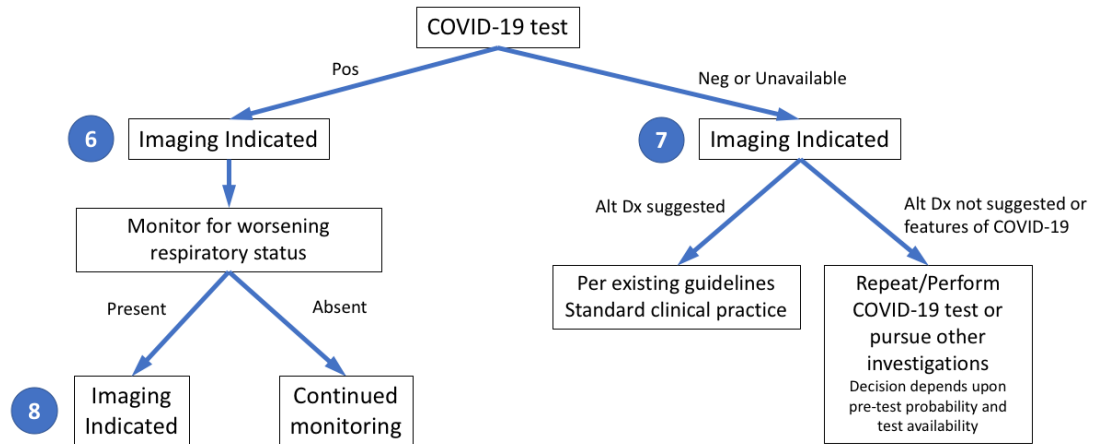 COVID-19 test
Pos
Neg or Unavailable
6
Imaging Indicated
7
Imaging Indicated
Monitor for worsening
respiratory status
Alt Dx suggested
Alt Dx not suggested or
features of COVID-19
Present
Absent
Per existing guidelines
Standard clinical practice
Repeat/Perform
COVID-19 test or
pursue other
investigations
Decision depends upon
pre-test probability and
test availability
8
Imaging
Indicated
Continued
monitoring